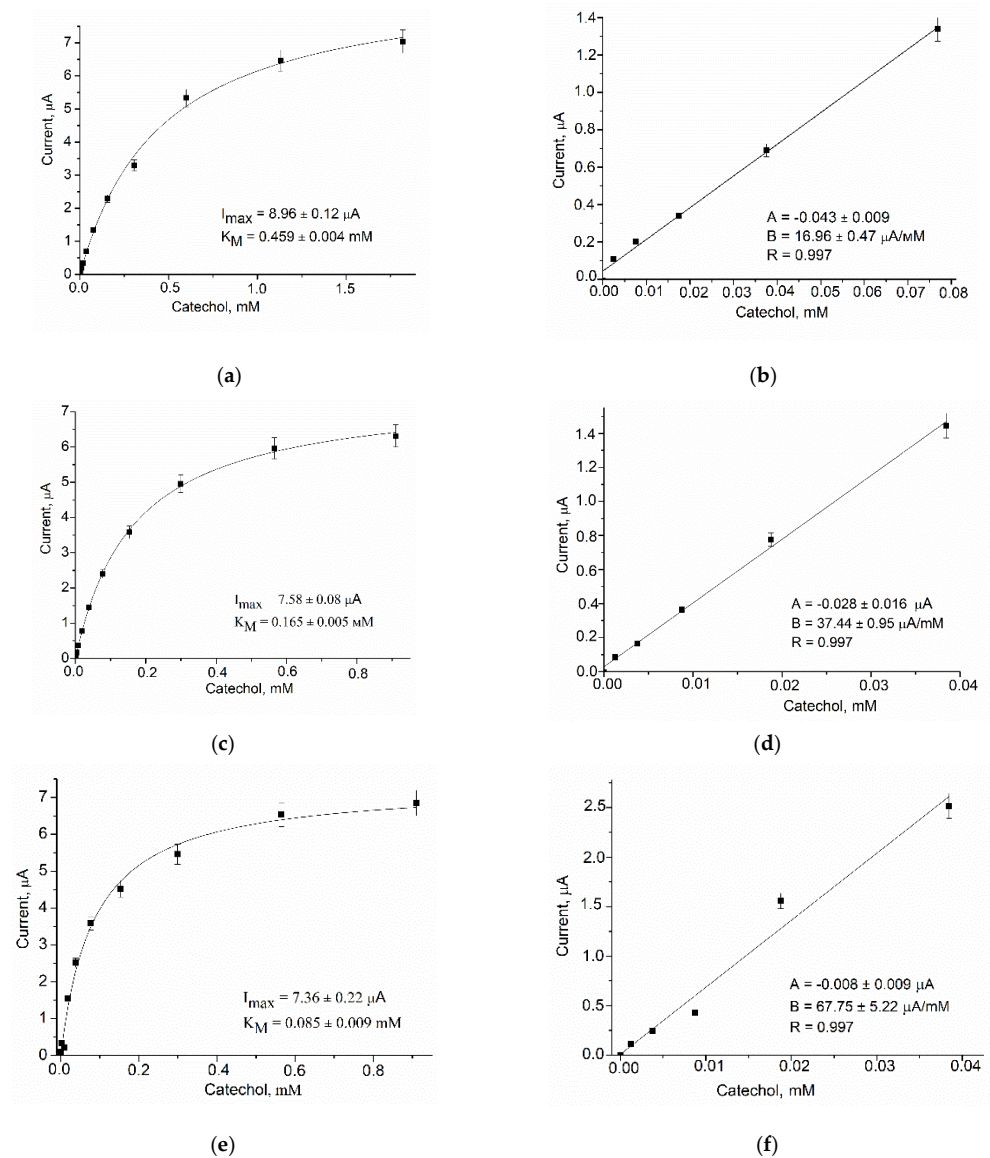 7
6
5
4
3
2
1
0
Current, µA
I max = 8.96 ± 0.12 µA
K M = 0.459 ± 0.004 mM
0.0 0.5 1.0 1.5
Catechol, mM
(a)
1.4
1.2
1.0
0.8
0.6
0.4
0.2
0.0
Current, µA
A = -0.043 ± 0.009
B = 16.96 ± 0.47 µA/мМ
R = 0.997
0.00 0.01 0.02 0.03 0.04 0.05 0.06 0.07 0.08
Catechol, mM
(b)
7
6
5
4
3
2
1
0
Current, µA
I max 7.58 ± 0.08 µA
K M = 0.165 ± 0.005 мМ
0.0 0.2 0.4 0.6 0.8
Catechol, mM
(c)
1.4
1.2
1.0
0.8
0.6
0.4
0.2
0.0
Current, µA
A = -0.028 ± 0.016 µA
B = 37.44 ± 0.95 µA/mM
R = 0.997
0.00 0.01 0.02 0.03 0.04
Catechol, mM
(d)
7
6
5
4
3
2
1
0
Current, µA
I max = 7.36 ± 0.22 µA
K M = 0.085 ± 0.009 mM
0.0 0.2 0.4 0.6 0.8
Catechol, mM
(e)
2.5
2.0
1.5
1.0
0.5
0.0
Current, µA
A = -0.008 ± 0.009 µA
B = 67.75 ± 5.22 µA/mM
R = 0.997
0.00 0.01 0.02 0.03 0.04
Catechol, mM
(f)